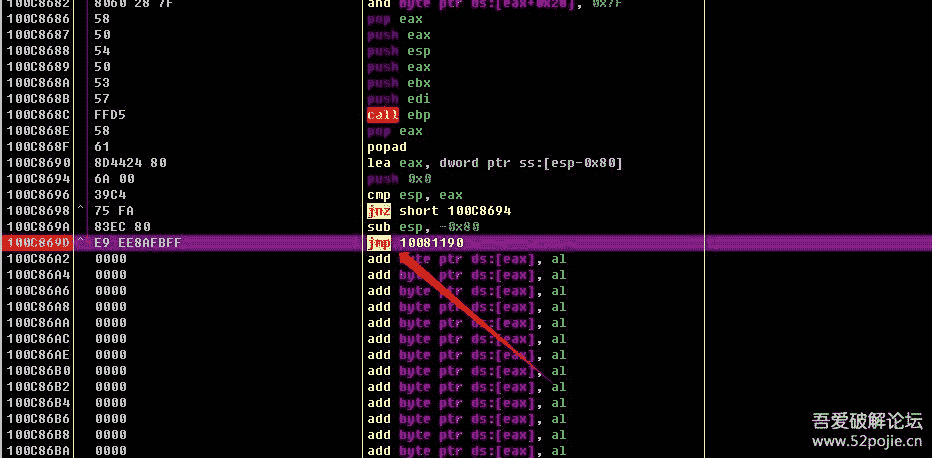 100C8682 8060 28 7F and byte ptr ds:[eax+0x28], 0x7F
100C8686 58 pop eax
100C8687 50 push eax
100C8688 54 push esp
100C8689 50 push eax
100C868A 53 push ebx
100C868B 57 push edi
100C868C FFD5 call ebp
100C868E 58 pop eax
100C868F 61 popad
100C8690 8D4424 80 lea eax, dword ptr ss:[esp-0x80]
100C8694 6A 00 push 0x0
100C8696 39C4 cmp esp, eax
100C8698 ^ 75 FA jnz short 100C8694
100C869A 83EC 80 sub esp, -0x80
100C869D ^ E9 EE8AFBFF jmp 10081190
100C86A2 0000 add byte ptr ds:[eax], al
100C86A4 0000 add byte ptr ds:[eax], al
100C86A6 0000 add byte ptr ds:[eax], al
100C86A8 0000 add byte ptr ds:[eax], al
100C86AA 0000 add byte ptr ds:[eax], al
100C86AC 0000 add byte ptr ds:[eax], al
100C86AE 0000 add byte ptr ds:[eax], al
100C86B0 0000 add byte ptr ds:[eax], al
100C86B2 0000 add byte ptr ds:[eax], al
100C86B4 0000 add byte ptr ds:[eax], al
100C86B6 0000 add byte ptr ds:[eax], al
100C86B8 0000 add byte ptr ds:[eax], al
100C86BA 0000 add byte ptr ds:[eax], al
吾爱破解论坛
www.52pojie.cn